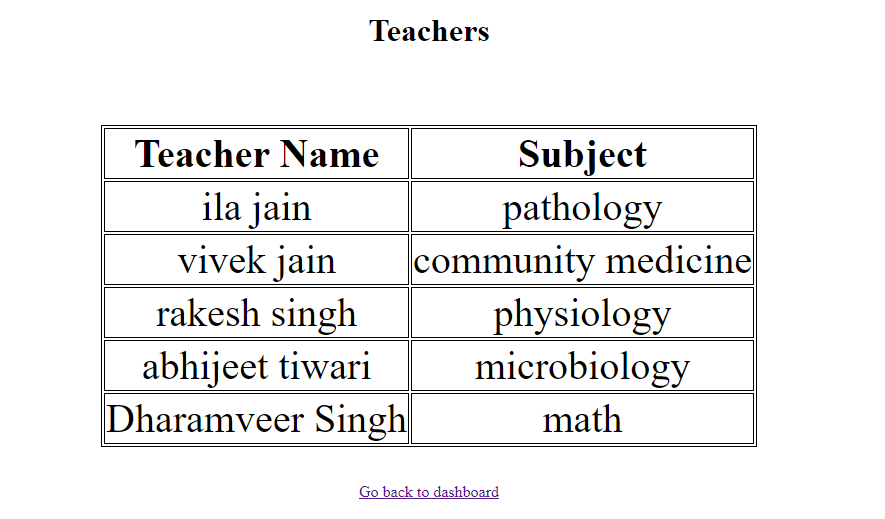 Teachers
Teacher Name Subject
ila jain pathology
vivek jain community medicine
rakesh singh physiology
abhijeet tiwari microbiology
Dharamveer Singh math
Go back to dashboard